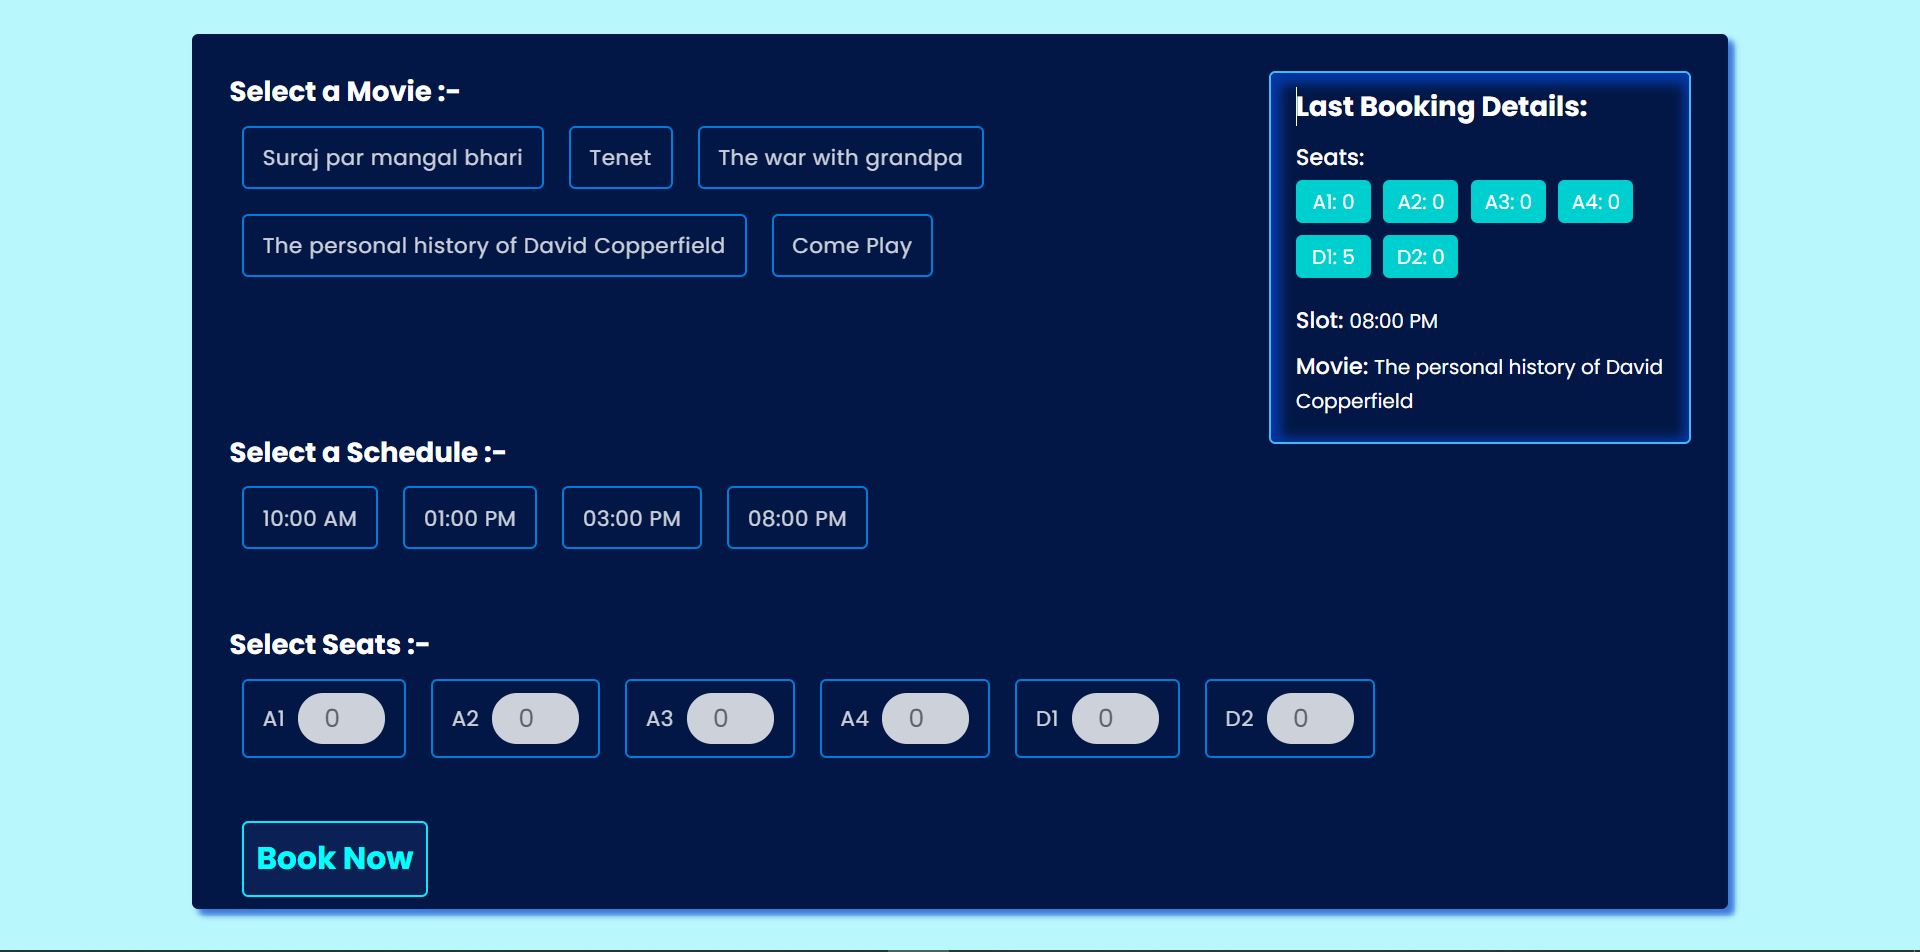 Select a Movie :-
Suraj par mangal bhari
Tenet
The war with grandpa
The personal history of David Copperfield
Come Play
Last Booking Details:
Seats:
A1: 0
A2: 0
A3: 0
A4: 0
D1: 5
D2: 0
Slot: 08:00 PM
Movie: The personal history of David
Copperfield
Select a Schedule :-
10:00 AM
01:00 PM
03:00 PM
08:00 PM
Select Seats :-
A1 0
A2 0
A3 0
A4 0
D1 0
D2 0
Book Now